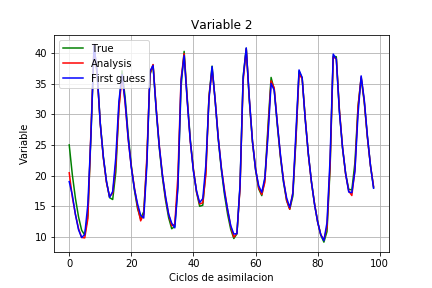 Variable 2
True
Analysis
First guess
Variable
40
35
30
25
20
15
10
0
20
40
60
80
100
Ciclos de asimilacion